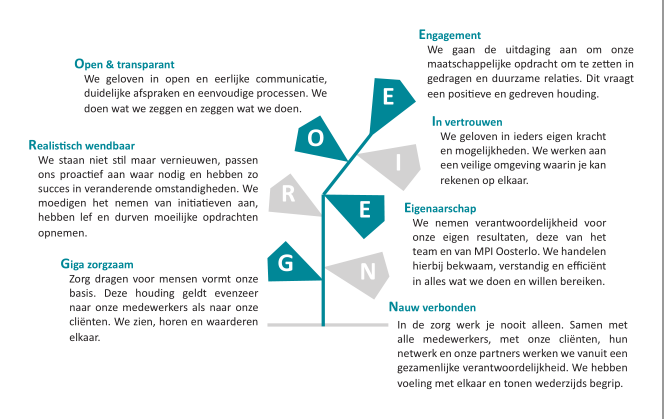 Open & transparant
We geloven in open en eerlijke communicatie,
duidelijke afspraken en eenvoudige processen. We
doen wat we zeggen en zeggen wat we doen.
Realistisch wendbaar
We staan niet stil maar vernieuwen, passen
ons proactief aan waar nodig en hebben zo
succes in veranderende omstandigheden. We
moedigen het nemen van initiatieven aan,
hebben lef en durven moeilijke opdrachten
opnemen.
Giga zorgzaam
Zorg dragen voor mensen vormt onze
basis. Deze houding geldt evenzeer
naar onze medewerkers als naar onze
cliënten. We zien, horen en waarderen
elkaar.
E
O
I
R
E
G
N
Engagement
We gaan de uitdaging aan om onze
maatschappelijke opdracht om te zetten in
gedragen en duurzame relaties. Dit vraagt
een positieve en gedreven houding.
In vertrouwen
We geloven in ieders eigen kracht
en mogelijkheden. We werken aan
een veilige omgeving waarin je kan
rekenen op elkaar.
Eigenaarschap
We nemen verantwoordelijkheid voor
onze eigen resultaten, deze van het
team en van MPI Oosterlo. We handelen
hierbij bekwaam, verstandig en efficiënt
in alles wat we doen en willen bereiken.
Nauw verbonden
In de zorg werk je nooit alleen. Samen met
alle medewerkers, met onze cliënten, hun
netwerk en onze partners werken we vanuit een
gezamenlijke verantwoordelijkheid. We hebben
voeling met elkaar en tonen wederzijds begrip.